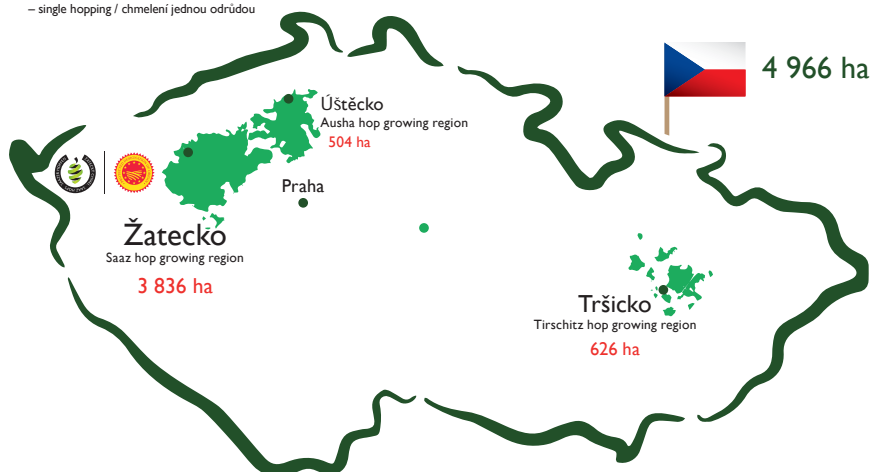 – single hopping / chmelení jednou odrůdou
4 966 ha
Úštěcko
Ausha hop growing region
504 ha
Praha
Žatecko
Saaz hop growing region
3 836 ha
Tršicko
Tirschitz hop growing region
626 ha